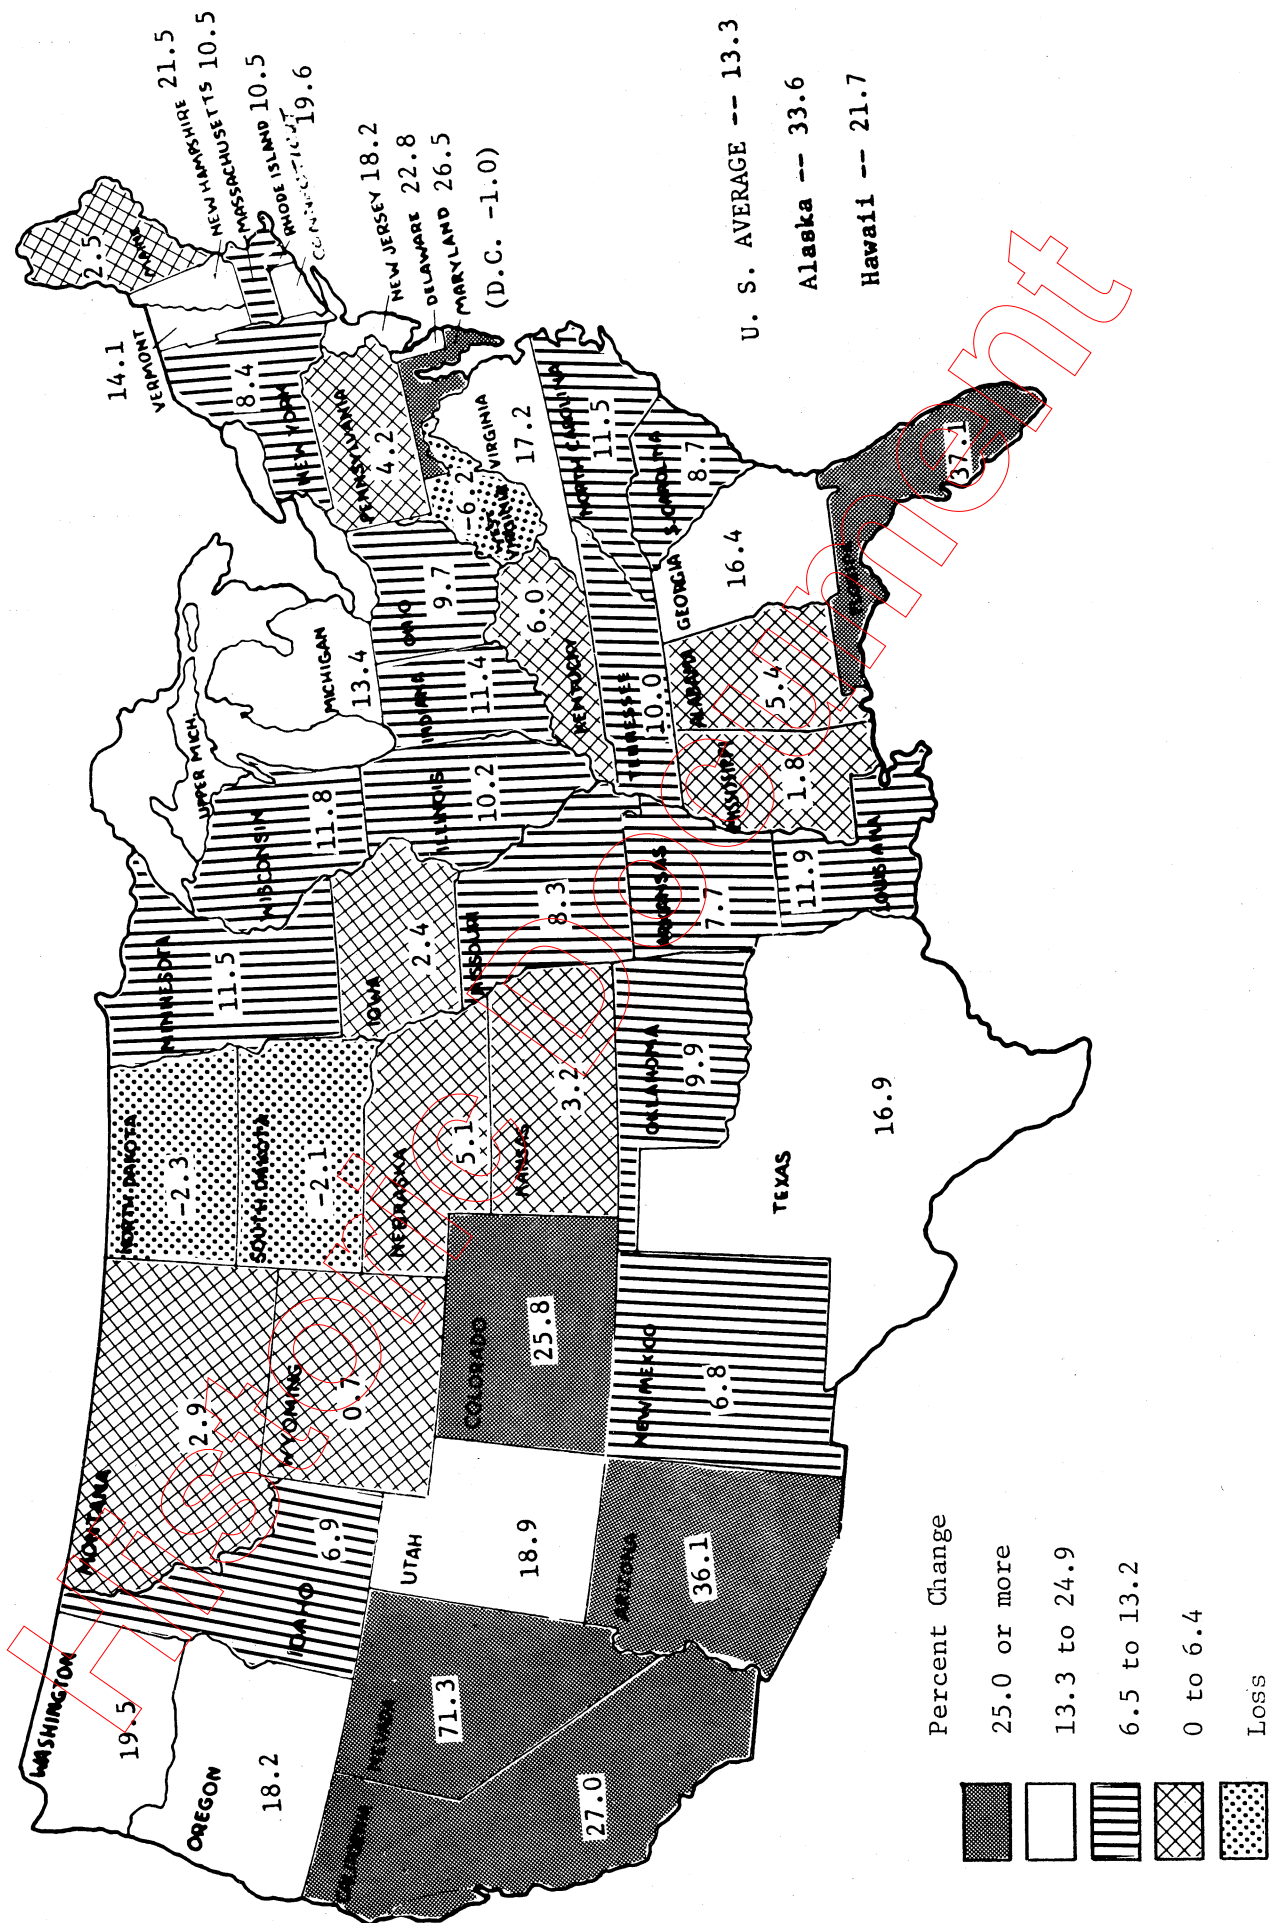 WASHINGTON
19.5
OREGON
18.2
CALIFORNIA
27.0
NEVADA
71.3
IDAHO
6.9
MONTANA
2.9
WYOMING
0.7
UTAH
18.9
ARIZONA
36.1
COLORADO
25.8
NEW MEXICO
6.8
NORTH DAKOTA
-2.3
SOUTH DAKOTA
-2.1
NEBRASKA
5.1
KANSAS
3.2
OKLAHOMA
9.9
TEXAS
16.9
MINNESOTA
11.5
IOWA
2.4
MISSOURI
8.3
ARKANSAS
7.7
LOUISIANA
11.9
WISCONSIN
11.8
ILLINOIS
10.2
UPPER MICH.
MICHIGAN
13.4
INDIANA
11.4
OHIO
9.7
KENTUCKY
6.0
TENNESSEE
10.0
MISSISSIPPI
1.8
ALABAMA
5.4
GEORGIA
16.4
FLORIDA
37.1
S. CAROLINA
8.7
NORTH CAROLINA
11.5
VIRGINIA
17.2
WEST VIRGINIA
-6.2
PENNSYLVANIA
4.2
NEW YORK
8.4
14.1
VERMONT
MAINE
2.5
NEW HAMPSHIRE 21.5
MASSACHUSETTS 10.5
RHODE ISLAND 10.5
CONNECTICUT 19.6
NEW JERSEY 18.2
DELAWARE 22.8
MARYLAND 26.5
(D.C. -1.0)
U. S. AVERAGE -- 13.3
Alaska -- 33.6
Hawaii -- 21.7
Percent Change
25.0 or more
13.3 to 24.9
6.5 to 13.2
0 to 6.4
Loss
Historic Document